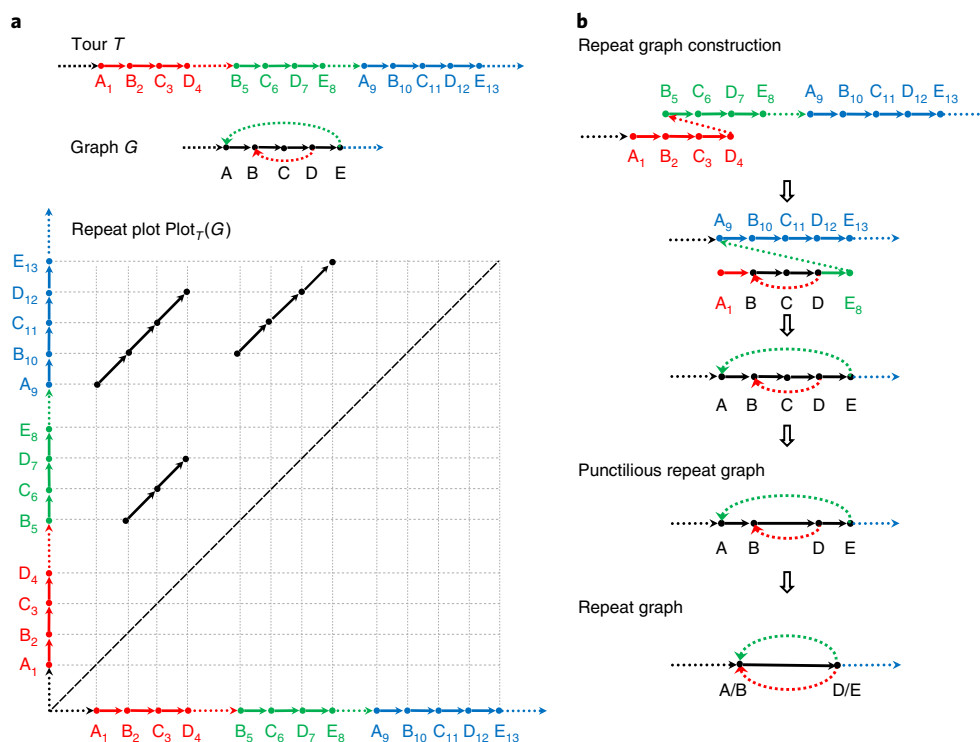 a
Tour T
A1 B2 C3 D4 B5 C6 D7 E8 A9 B10 C11 D12 E13
Graph G
A B C D E
Repeat plot PlotT(G)
E13
D12
C11
B10
A9
E8
D7
C6
B5
D4
C3
B2
A1
A1 B2 C3 D4 B5 C6 D7 E8 A9 B10 C11 D12 E13
b
Repeat graph construction
B5 C6 D7 E8 A9 B10 C11 D12 E13
A1 B2 C3 D4
A9 B10 C11 D12 E13
A1 B C D E8
A B C D E
Punctilious repeat graph
A B D E
Repeat graph
A/B D/E